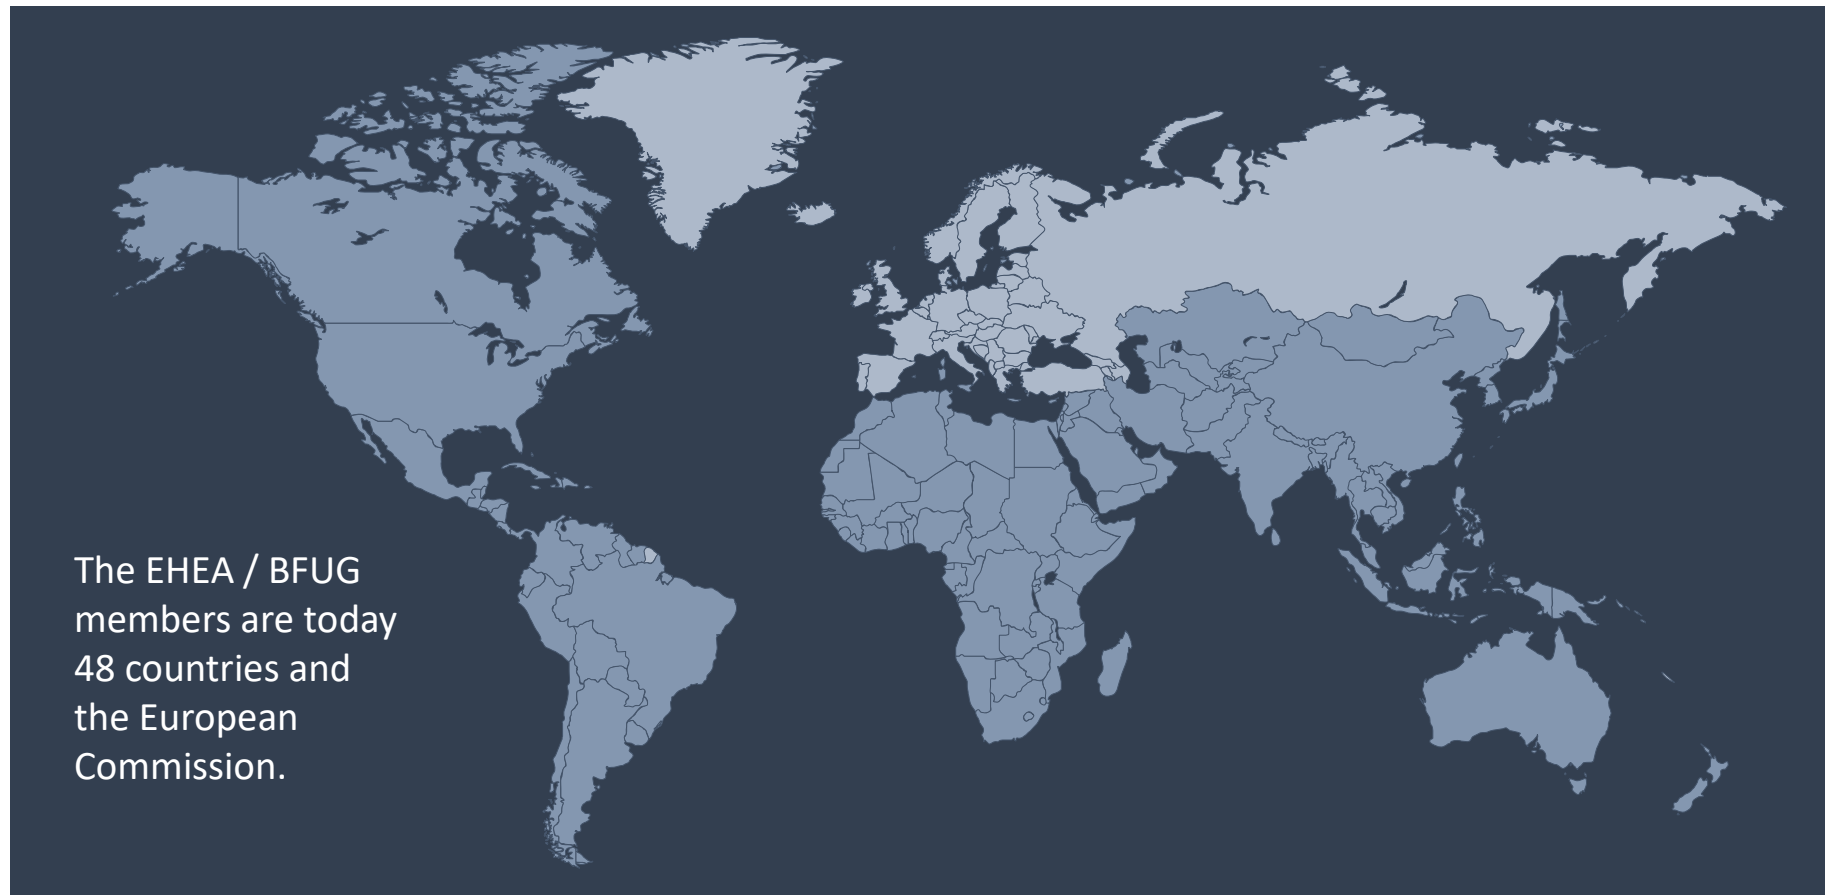 The EHEA / BFUG
members are today
48 countries and
the European
Commission.